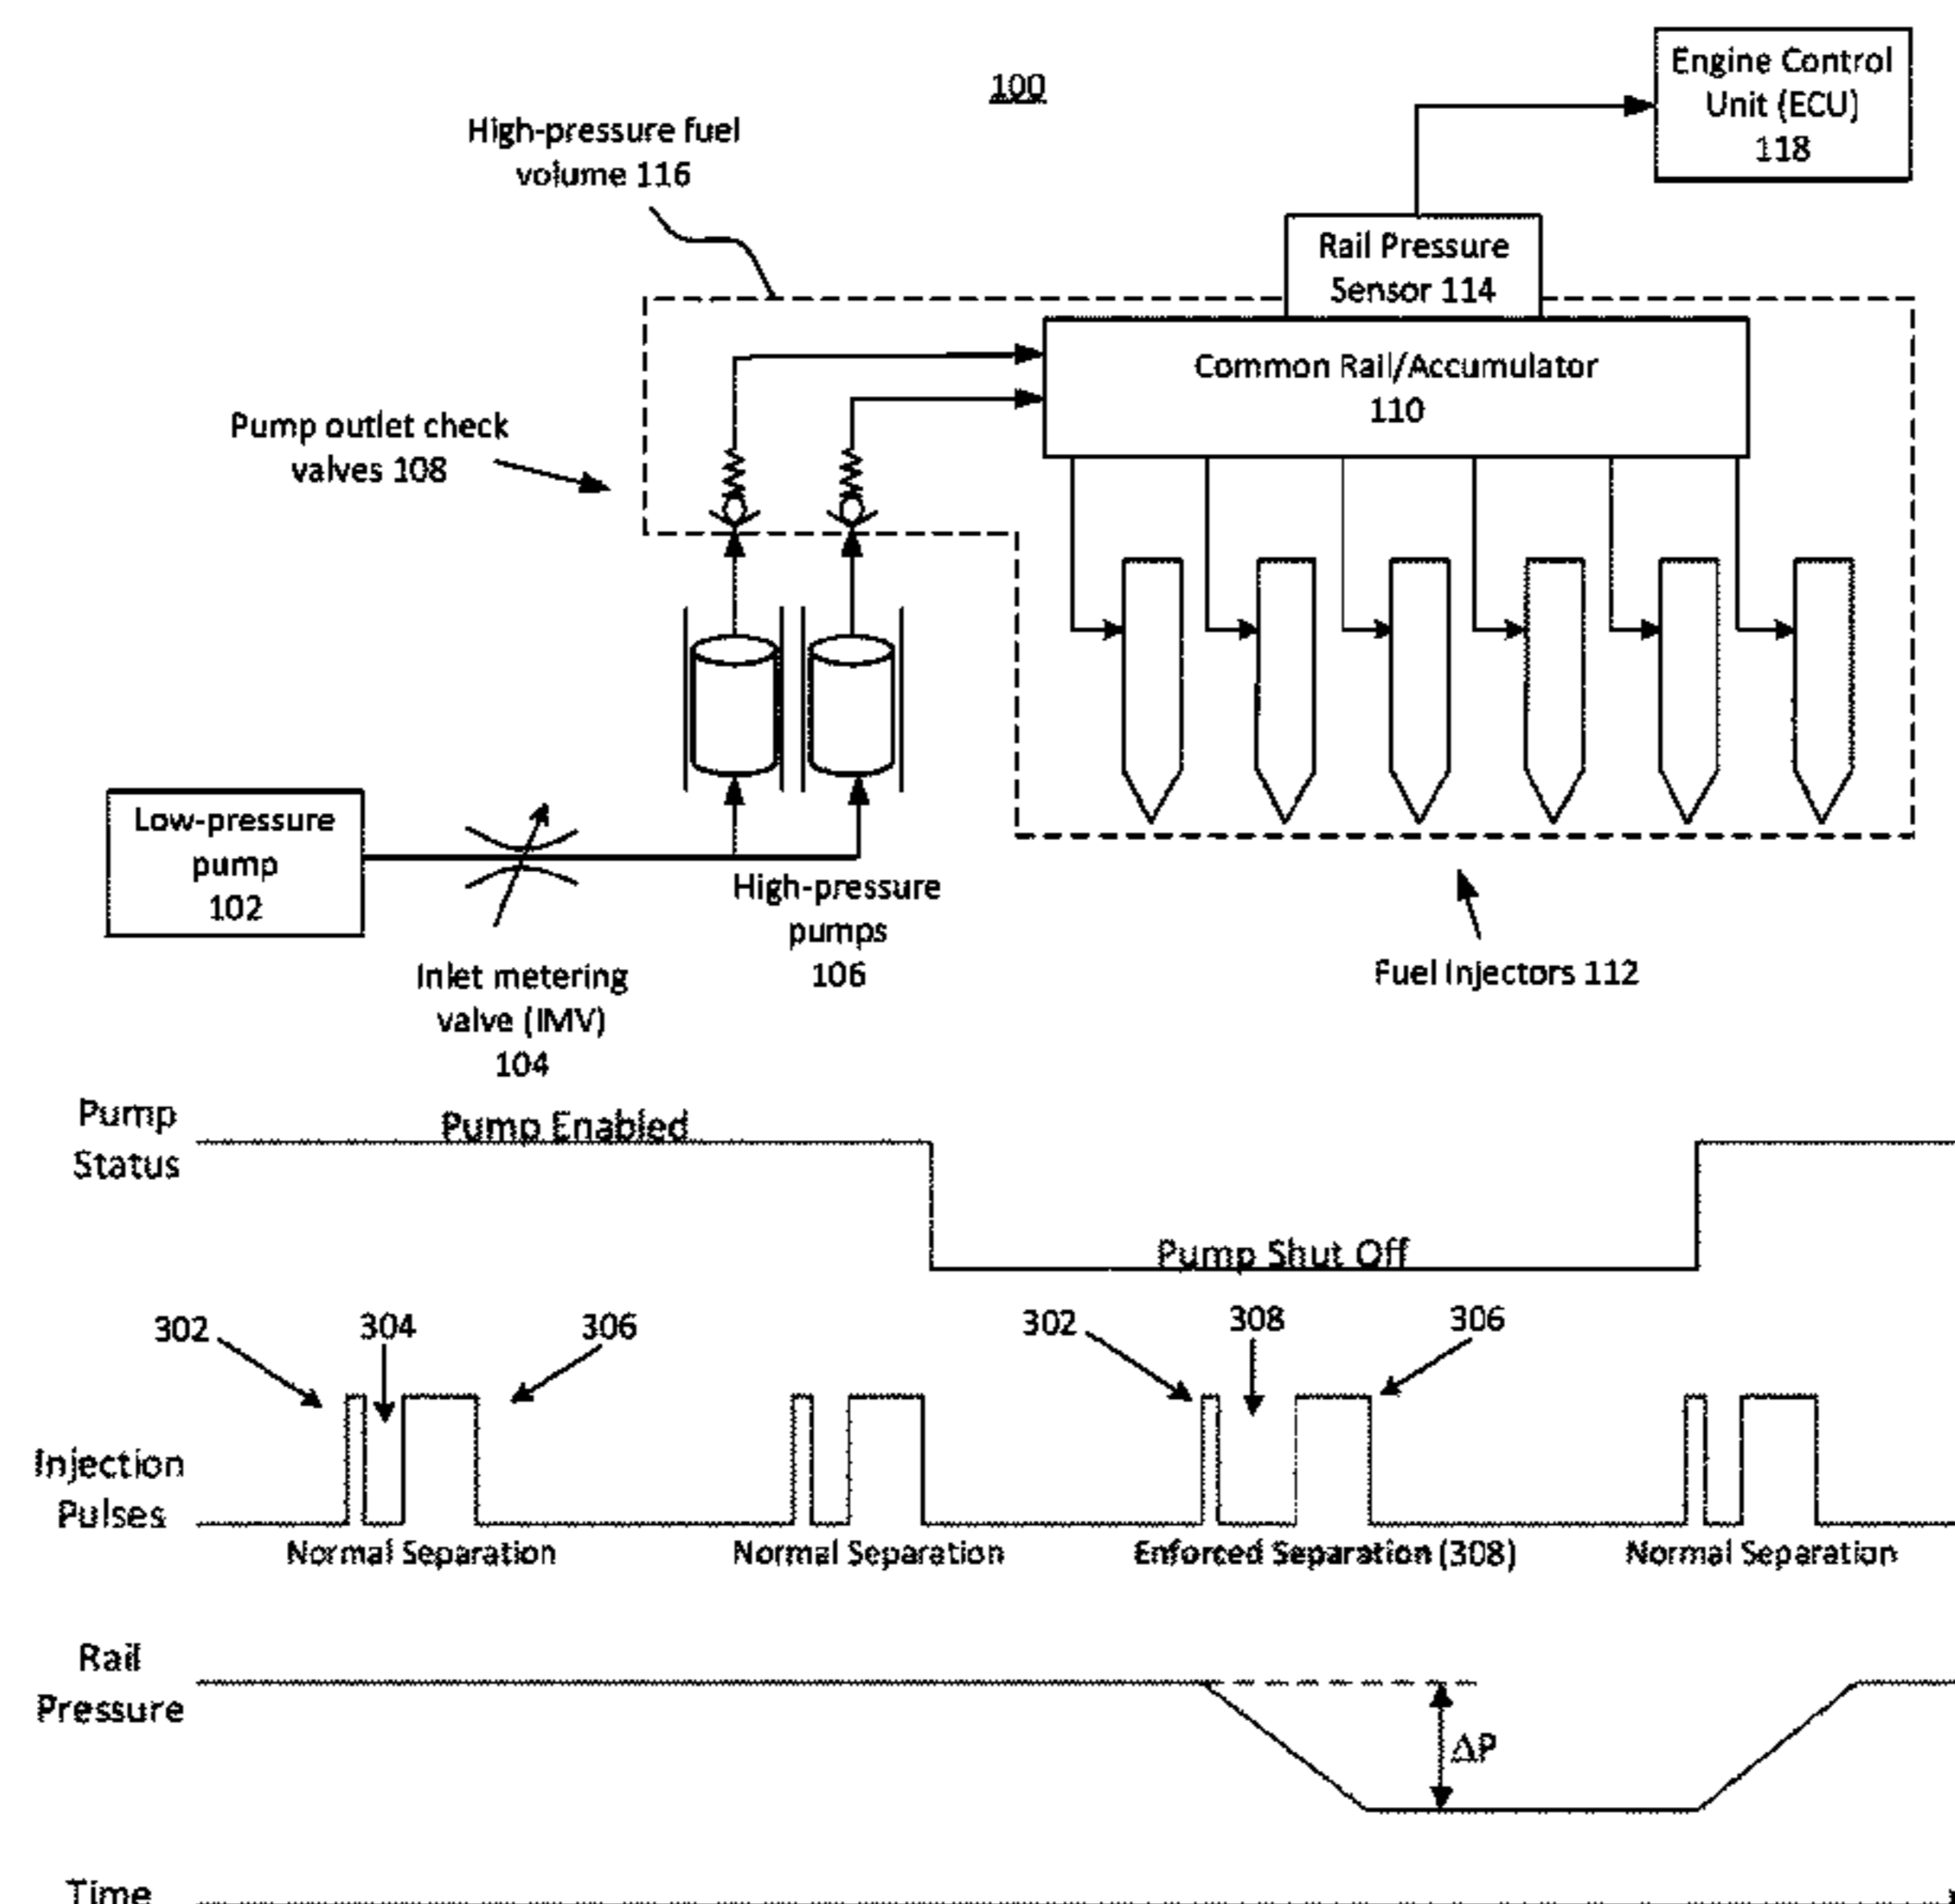 100
Engine Control
Unit (ECU)
118
High-pressure fuel
volume 116
Rail Pressure
Sensor 114
Common Rail/Accumulator
110
Pump outlet check
valves 108
Low-pressure
pump
102
High-pressure
pumps
106
Inlet metering
valve (IMV)
104
Fuel Injectors 112
Pump
Status
Pump Enabled
Pump Shut Off
302
304
306
302
308
306
Injection
Pulses
Normal Separation
Normal Separation
Enforced Separation (308)
Normal Separation
Rail
Pressure
ΔP
Time